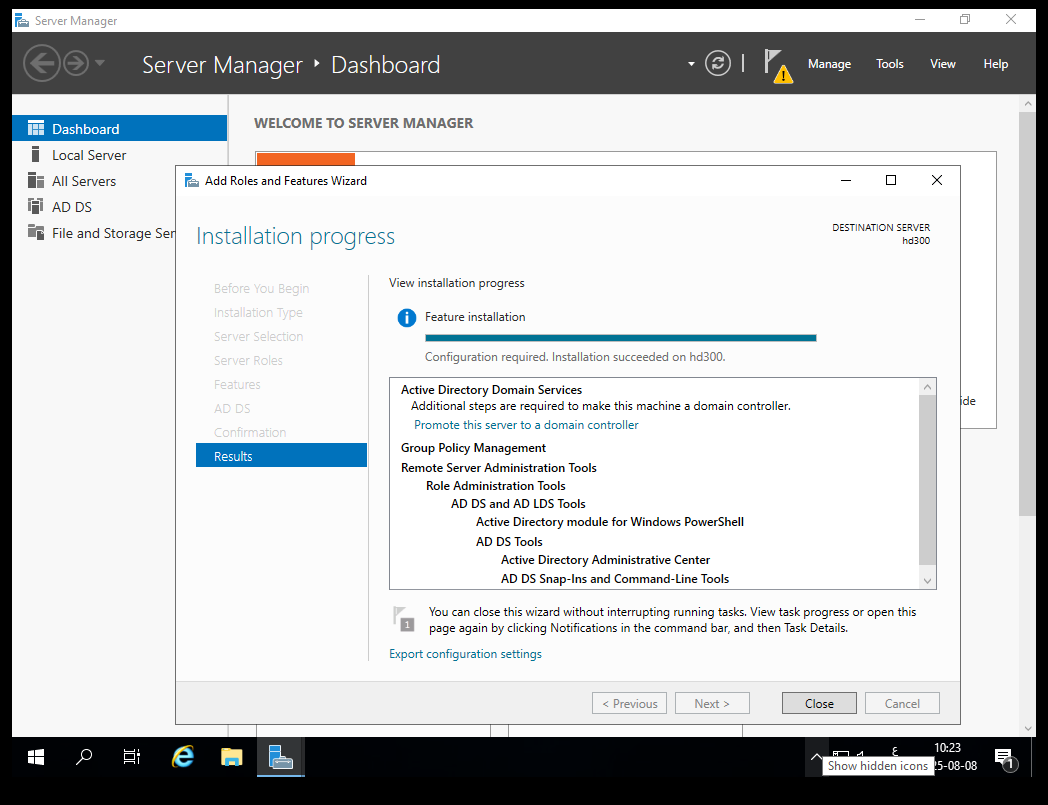 Server Manager
Server Manager ‣ Dashboard
Manage Tools View Help
Dashboard
Local Server
All Servers
AD DS
File and Storage Ser
WELCOME TO SERVER MANAGER
Add Roles and Features Wizard
Installation progress
DESTINATION SERVER
hd300
Before You Begin
Installation Type
Server Selection
Server Roles
Features
AD DS
Confirmation
Results
View installation progress
Feature installation
Configuration required. Installation succeeded on hd300.
Active Directory Domain Services
Additional steps are required to make this machine a domain controller.
Promote this server to a domain controller
Group Policy Management
Remote Server Administration Tools
Role Administration Tools
AD DS and AD LDS Tools
Active Directory module for Windows PowerShell
AD DS Tools
Active Directory Administrative Center
AD DS Snap-Ins and Command-Line Tools
ide
1
You can close this wizard without interrupting running tasks. View task progress or open this
page again by clicking Notifications in the command bar, and then Task Details.
Export configuration settings
< Previous Next > Close Cancel
ع
10:23
25-08-08
Show hidden icons
1